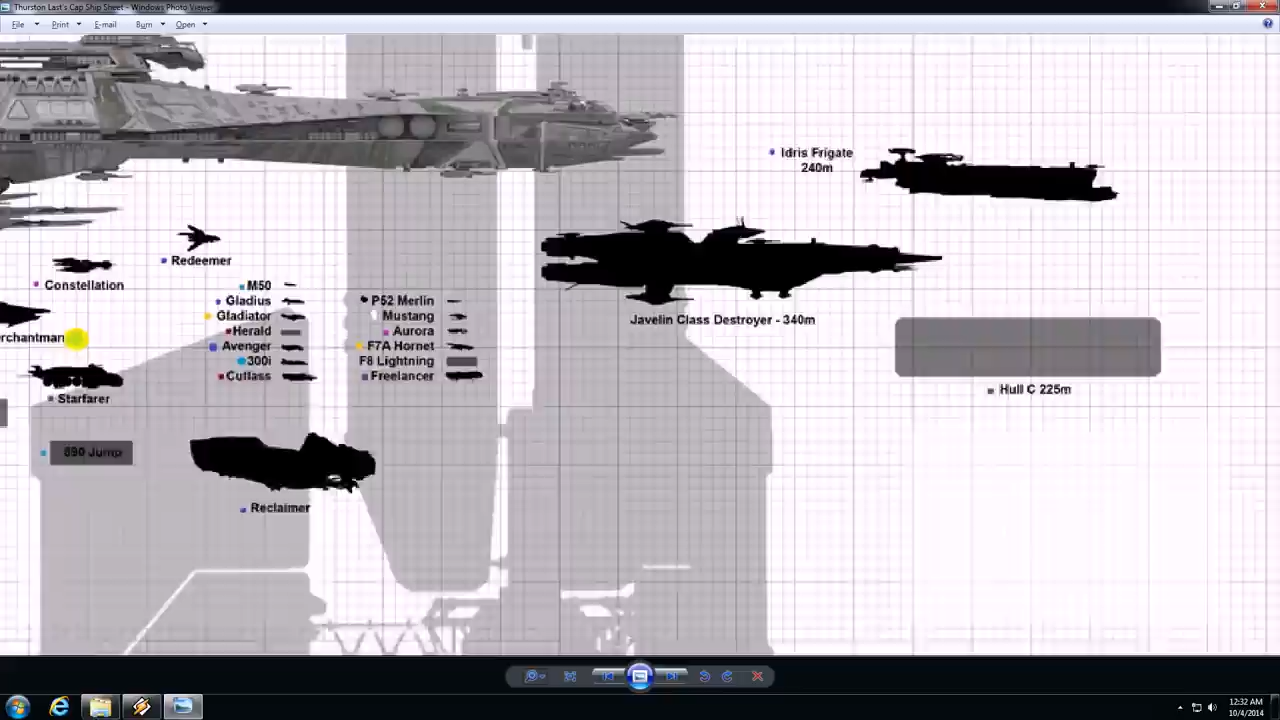 Thurston Last's Cap Ship Sheet - Windows Photo Viewer
File Print E-mail Burn Open
Idris Frigate
240m
Redeemer
Constellation
M50
Gladius
Gladiator
Herald
Avenger
300i
Cutlass
P52 Merlin
Mustang
Aurora
F7A Hornet
F8 Lightning
Freelancer
Javelin Class Destroyer - 340m
rchantman
Starfarer
Hull C 225m
890 Jump
Reclaimer
12:32 AM
10/4/2014